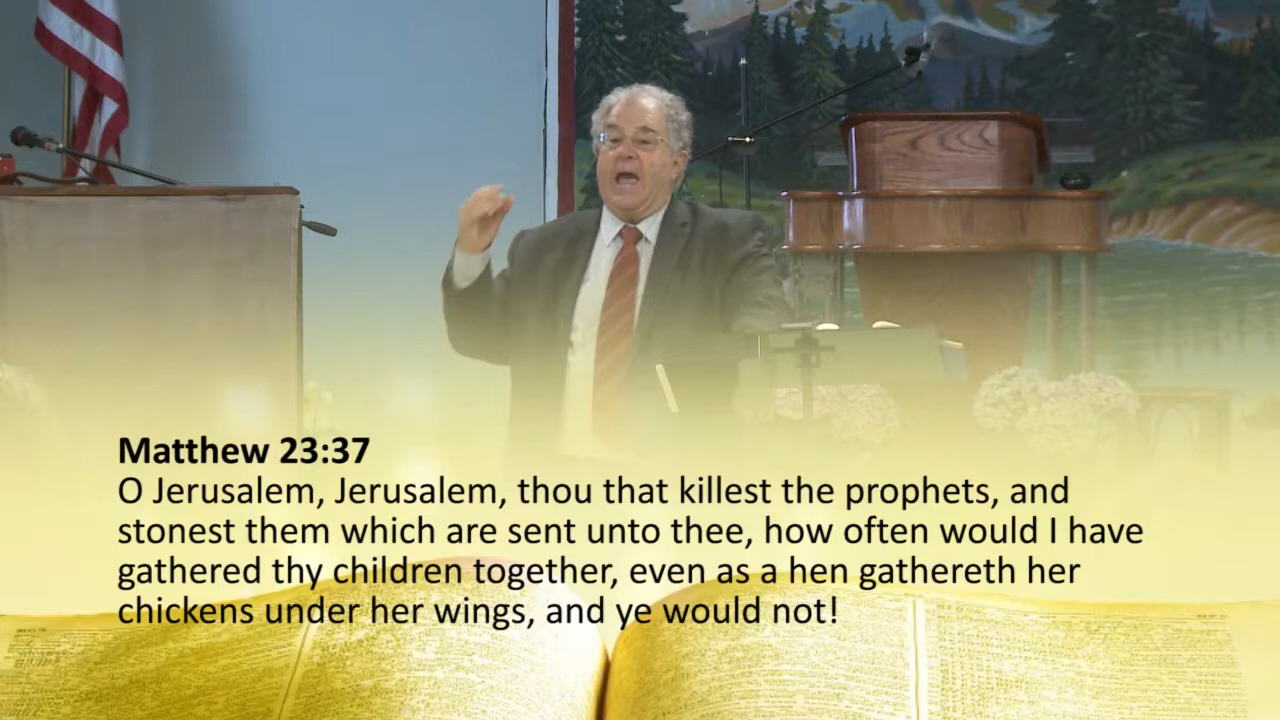 Matthew 23:37
O Jerusalem, Jerusalem, thou that killest the prophets, and
stonest them which are sent unto thee, how often would I have
gathered thy children together, even as a hen gathereth her
chickens under her wings, and ye would not!